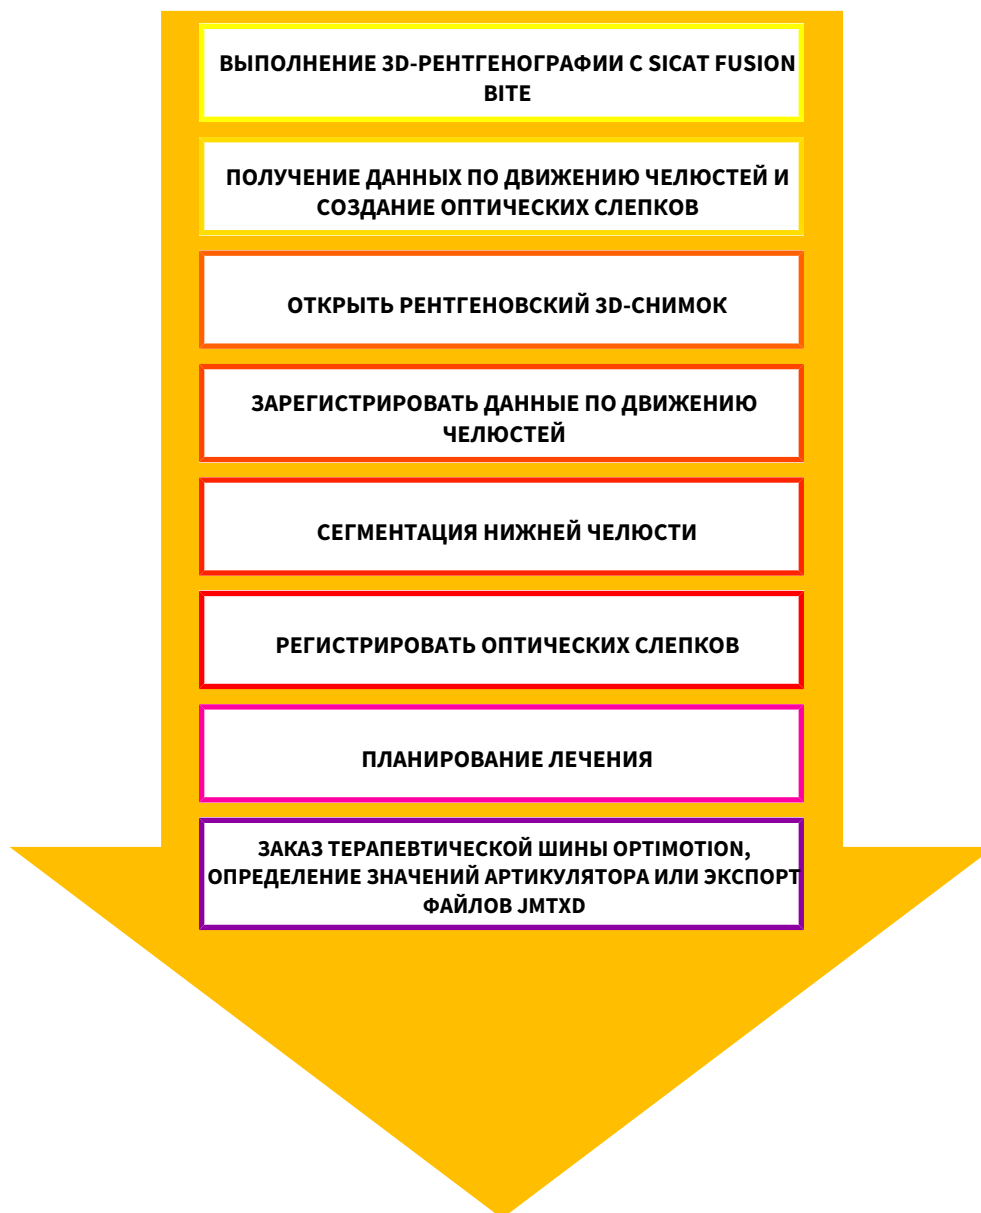 ВЫПОЛНЕНИЕ 3D-РЕНТГЕНОГРАФИИ С SICAT FUSION
BITE
ПОЛУЧЕНИЕ ДАННЫХ ПО ДВИЖЕНИЮ ЧЕЛЮСТЕЙ И
СОЗДАНИЕ ОПТИЧЕСКИХ СЛЕПКОВ
ОТКРЫТЬ РЕНТГЕНОВСКИЙ 3D-СНИМОК
ЗАРЕГИСТРИРОВАТЬ ДАННЫЕ ПО ДВИЖЕНИЮ
ЧЕЛЮСТЕЙ
СЕГМЕНТАЦИЯ НИЖНЕЙ ЧЕЛЮСТИ
РЕГИСТРИРОВАТЬ ОПТИЧЕСКИХ СЛЕПКОВ
ПЛАНИРОВАНИЕ ЛЕЧЕНИЯ
ЗАКАЗ ТЕРАПЕВТИЧЕСКОЙ ШИНЫ OPTIMOTION,
ОПРЕДЕЛЕНИЕ ЗНАЧЕНИЙ АРТИКУЛЯТОРА ИЛИ ЭКСПОРТ
ФАЙЛОВ JMTXD